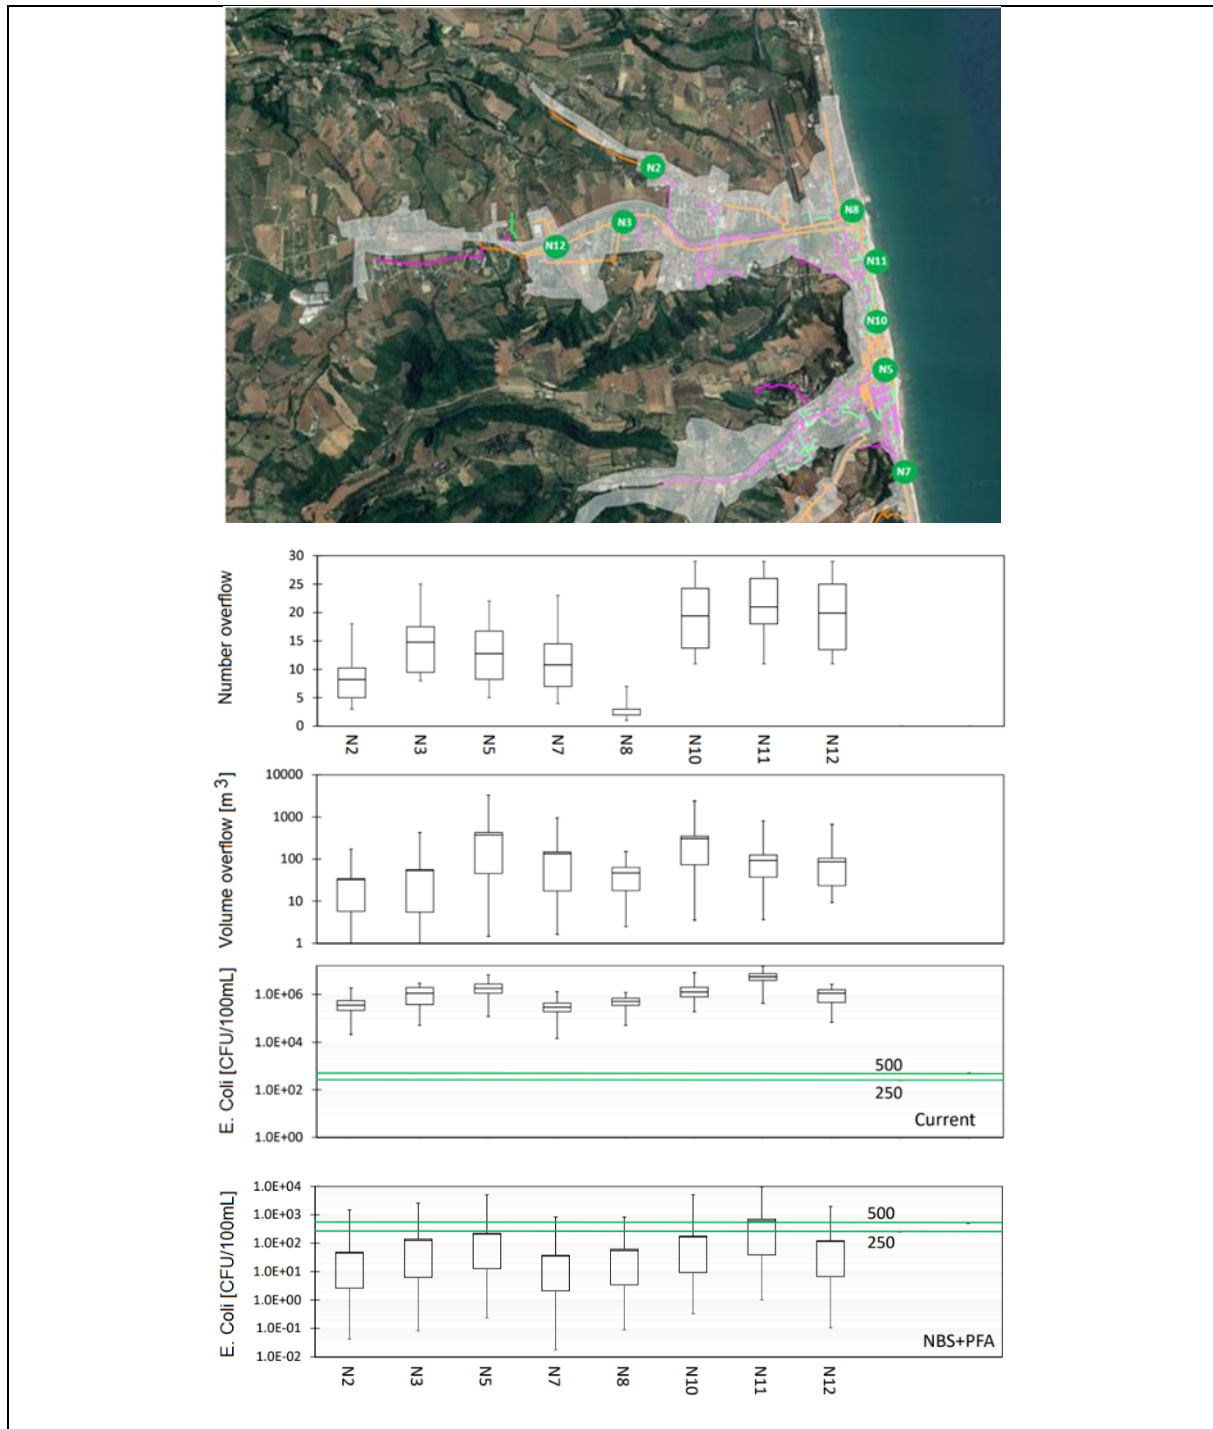 N2
N8
N3
N12
N11
N10
N5
N7
Number overflow
30
25
20
15
10
5
0
N2 N3 N5 N7 N8 N10 N11 N12
Volume overflow [m 3]
10000
1000
100
10
1
E. Coli [CFU/100mL]
1.0E+06
1.0E+04
1.0E+02
1.0E+00
500
250
Current
E. Coli [CFU/100mL]
1.0E+04
1.0E+03
1.0E+02
1.0E+01
1.0E+00
1.0E-01
1.0E-02
500
250
NBS+PFA
N2 N3 N5 N7 N8 N10 N11 N12